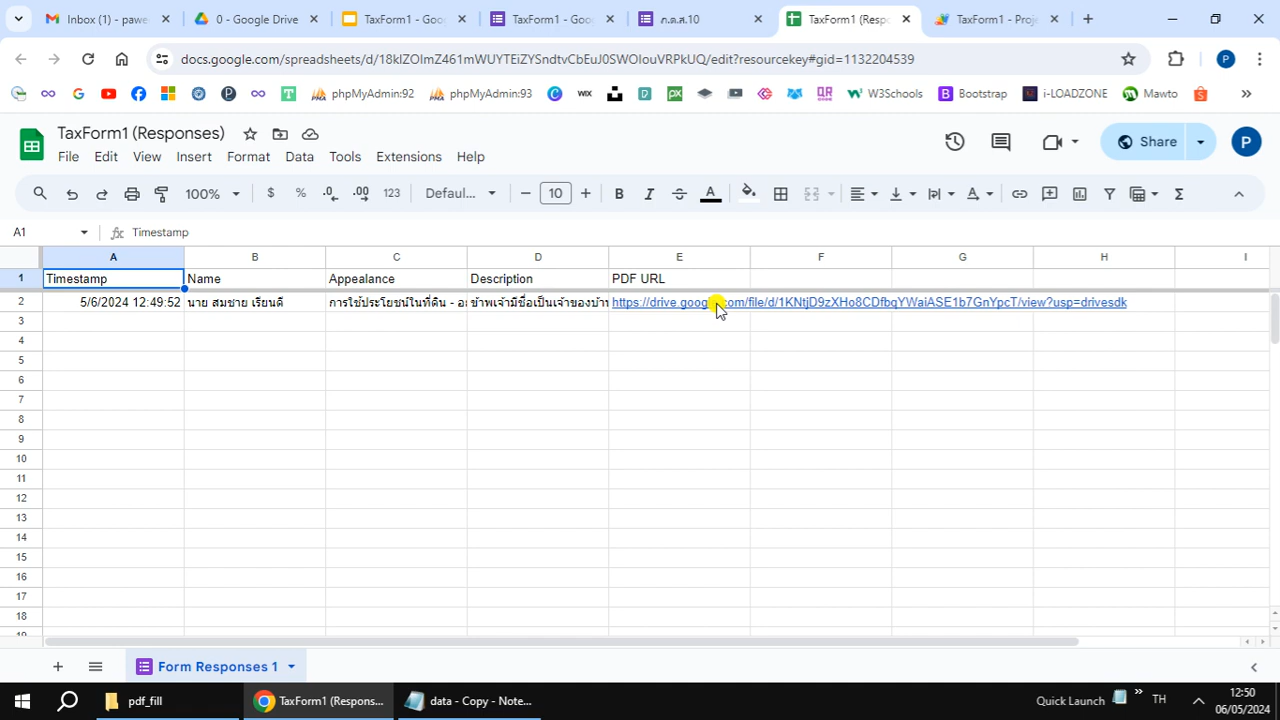 Inbox (1) - pawe
0 - Google Drive
TaxForm1 - Goo
TaxForm1 - Goog
ภ.ด.ส.10
TaxForm1 (Resp
TaxForm1 - Proje
docs.google.com/spreadsheets/d/18klZOImZ461mWUYTEiZYSndtvCbEuJ0SWOIouVRPkUQ/edit?resourcekey#gid=1132204539
P
phpMyAdmin:92
phpMyAdmin:93
WiX
W3Schools
Bootstrap
i-LOADZONE
Mawto
TaxForm1 (Responses)
File Edit View Insert Format Data Tools Extensions Help
Share
P
100% $ % .0 .00 123 Defaul... 10 B I A
A1 Timestamp
A B C D E F G H I
1 Timestamp Name Appealance Description PDF URL
2 5/6/2024 12:49:52 นาย สมชาย เรียนดี การใช้ประโยชน์ในที่ดิน - อ ข้าพเจ้ามีชื่อเป็นเจ้าของบ้า https://drive.google.com/file/d/1KNtjD9zXHo8CDfbqYWaiASE1b7GnYpcT/view?usp=drivesdk
3
4
5
6
7
8
9
10
11
12
13
14
15
16
17
18
19
Form Responses 1
pdf_fill
TaxForm1 (Respons...
data - Copy - Note...
Quick Launch
TH
12:50
06/05/2024